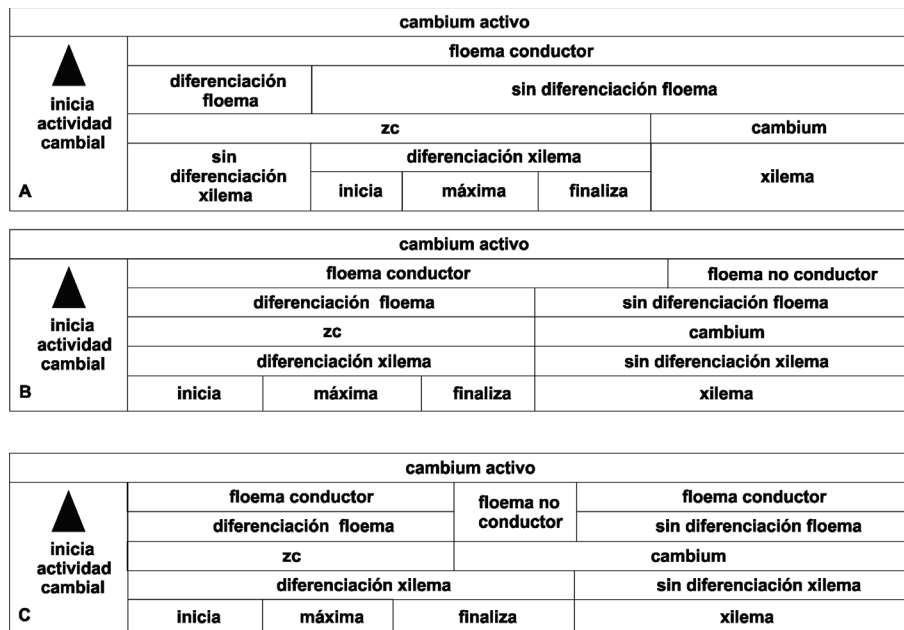 cambium activo
inicia
actividad
cambial
A
floema conductor
diferenciación
floema
sin diferenciación floema
zc
cambium
sin
diferenciación
xilema
diferenciación xilema
inicia
máxima
finaliza
xilema
cambium activo
inicia
actividad
cambial
B
floema conductor
floema no conductor
diferenciación floema
sin diferenciación floema
zc
cambium
diferenciación xilema
sin diferenciación xilema
inicia
máxima
finaliza
xilema
cambium activo
inicia
actividad
cambial
C
floema conductor
floema no
conductor
floema conductor
diferenciación floema
sin diferenciación floema
zc
cambium
diferenciación xilema
sin diferenciación xilema
inicia
máxima
finaliza
xilema